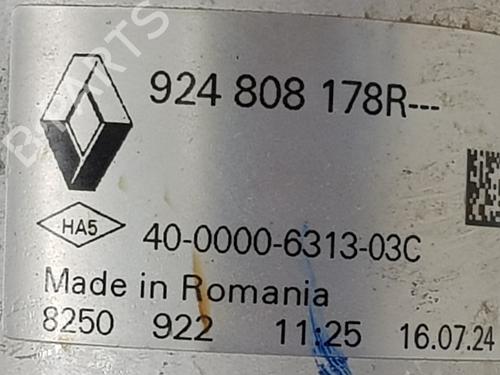 924 808 178R---
HA5
40-0000-6313-03C
Made in Romania
8250 922 11:25 16.07.24